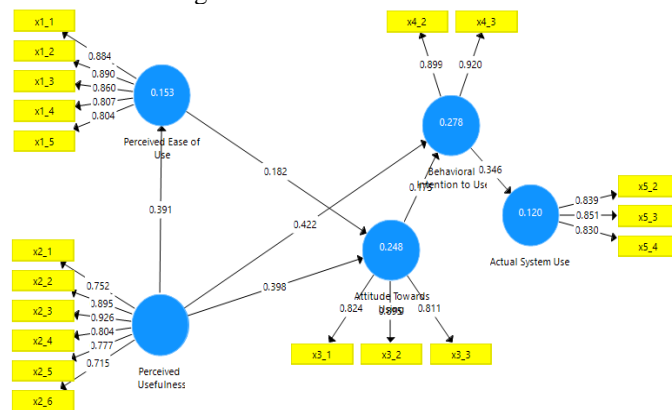 x1_1
x1_2
x1_3
x1_4
x1_5
0.884
0.890
0.860
0.807
0.804
0.153
Perceived Ease of
Use
x4_2
x4_3
0.899
0.920
0.278
Behavioral
Intention to Use
0.346
0.182
0.391
0.422
0.398
0.120
Actual System Use
0.839
0.851
0.830
x5_2
x5_3
x5_4
0.248
Attitude Towards
Using
0.824
0.811
x3_1
x3_2
x3_3
x2_1
x2_2
x2_3
x2_4
x2_5
x2_6
0.752
0.895
0.926
0.804
0.777
0.715
Perceived
Usefulness